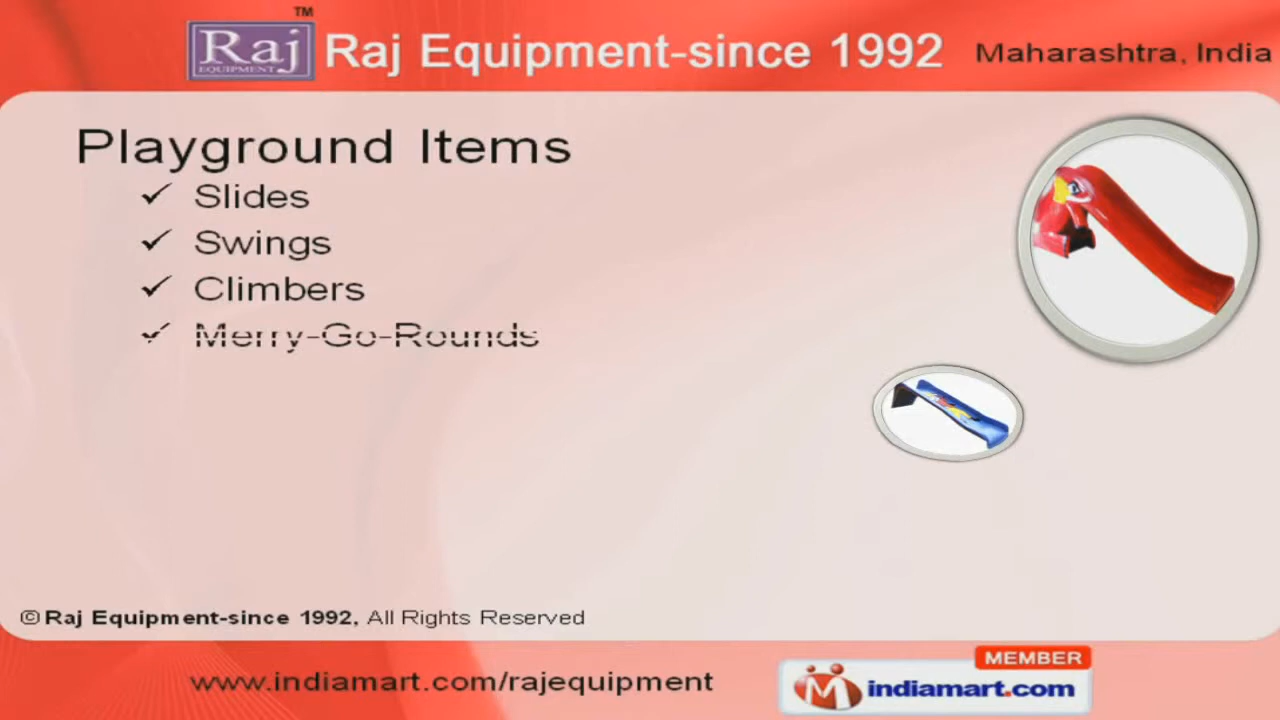 TM
Raj
EQUIPMENT
Raj Equipment-since 1992
Maharashtra, India
Playground Items
✓ Slides
✓ Swings
✓ Climbers
✓ Merry-Go-Rounds
©Raj Equipment-since 1992, All Rights Reserved
www.indiamart.com/rajequipment
MEMBER
indiamart.com